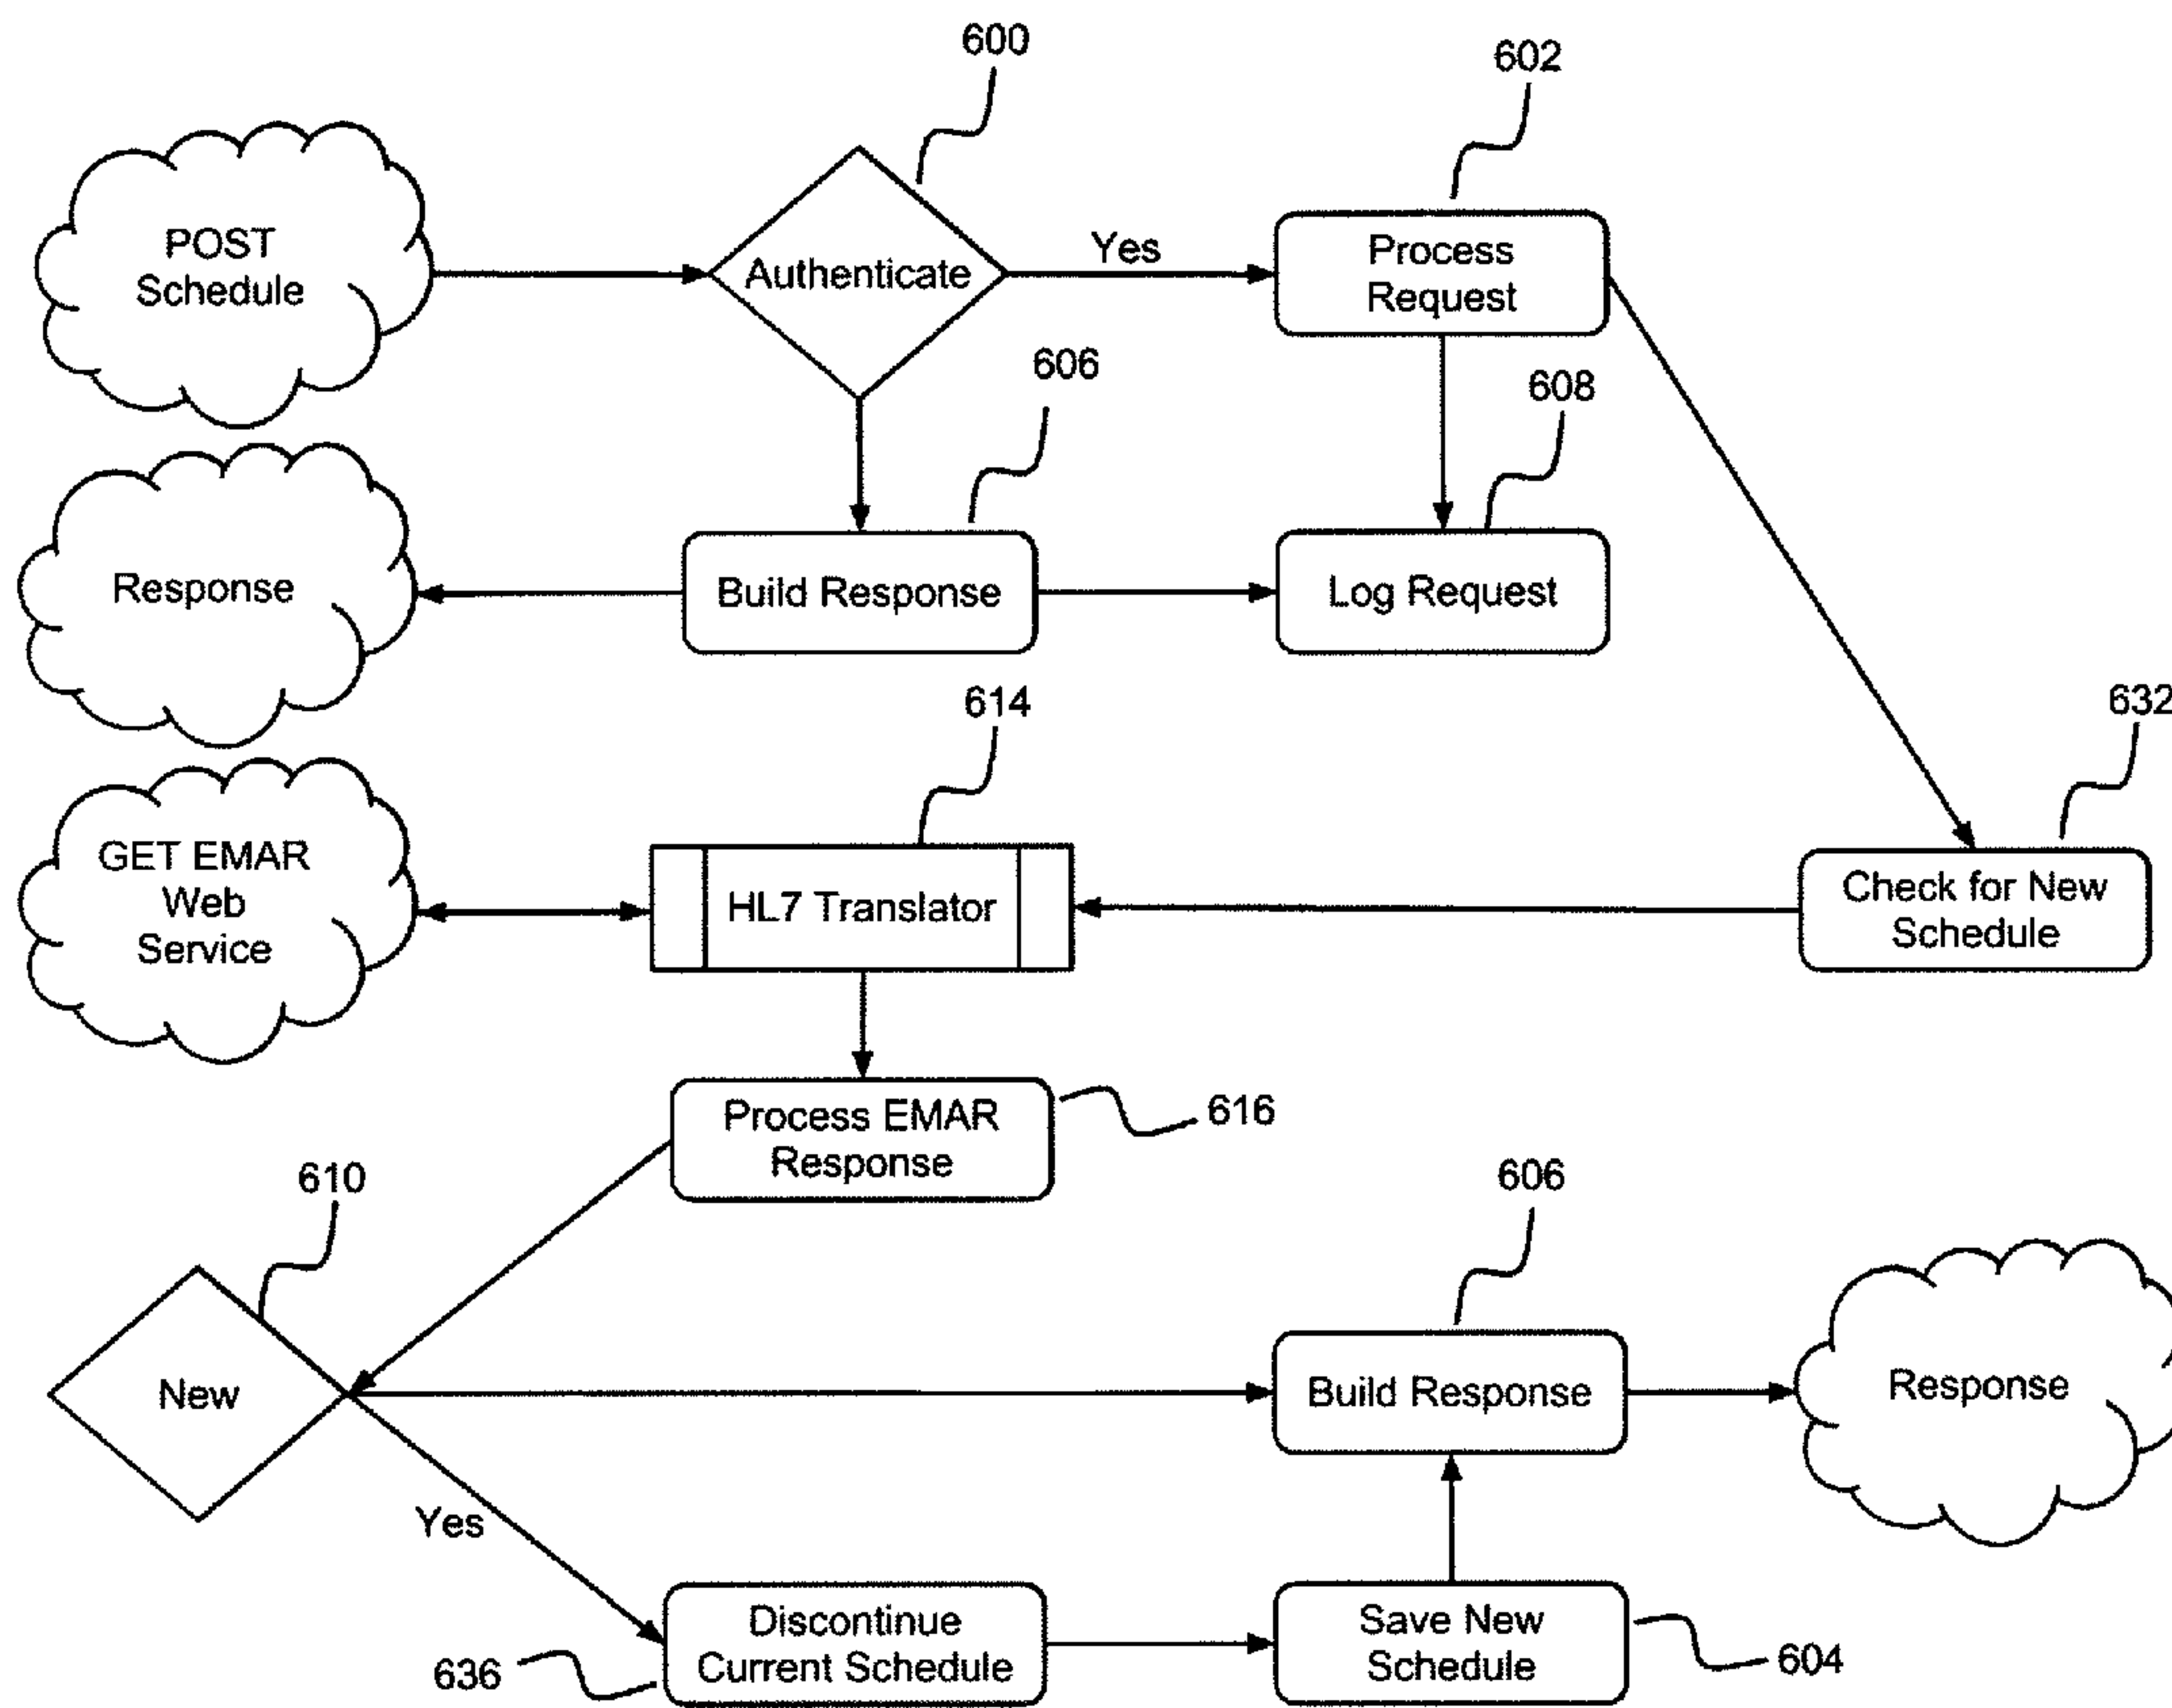 600
602
POST
Schedule
Authenticate
Yes
Process
Request
606
608
Response
Build Response
Log Request
614
632
GET EMAR
Web
Service
HL7 Translator
Check for New
Schedule
Process EMAR
Response
616
610
606
New
Build Response
Response
Yes
Discontinue
Current Schedule
636
Save New
Schedule
604